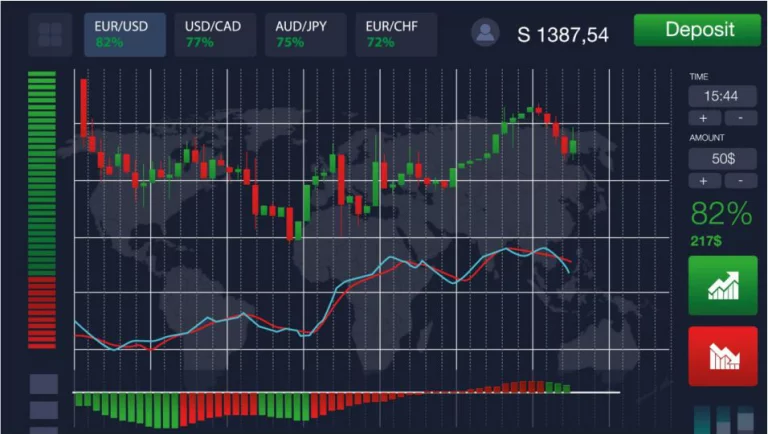 EUR/USD
82%
USD/CAD
77%
AUD/JPY
75%
EUR/CHF
72%
S 1387,54
Deposit
TIME
15:44
+ -
AMOUNT
50$
+ -
82%
217$